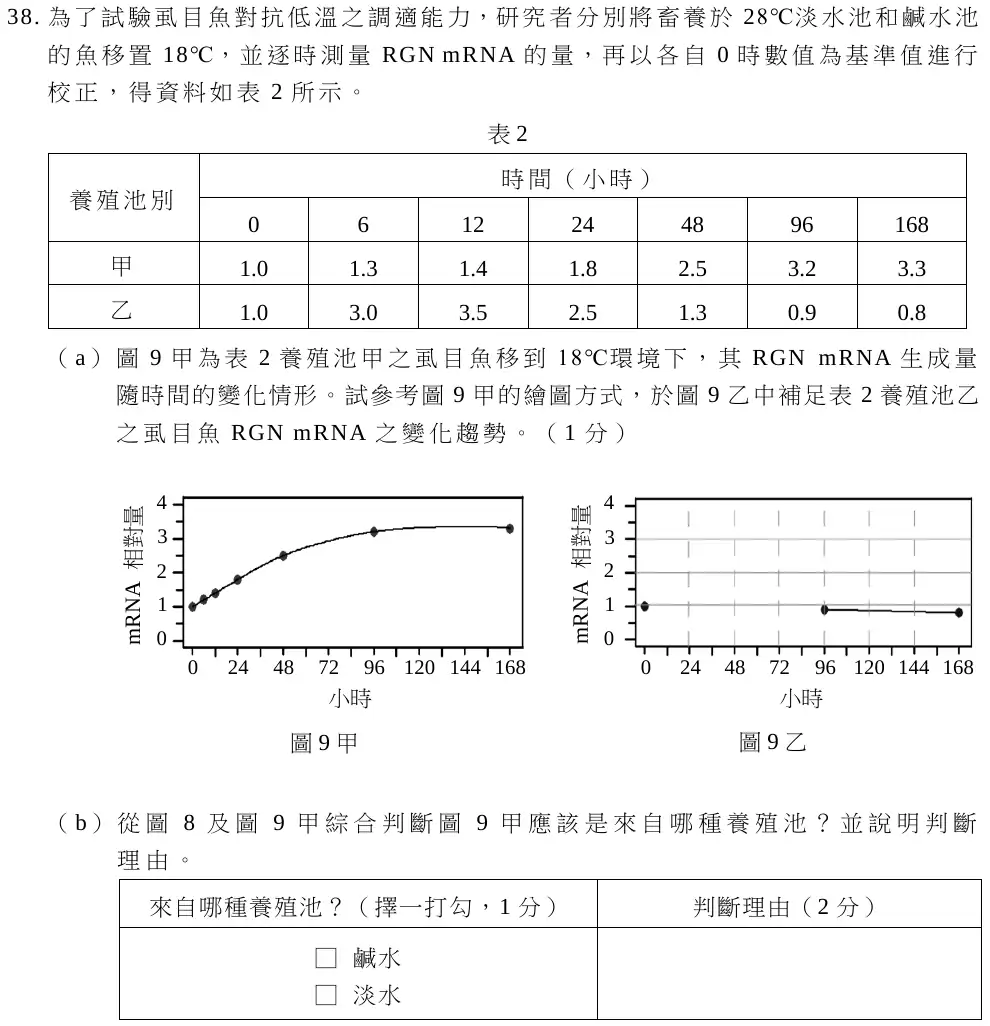 38. 為了試驗虱目魚對抗低溫之調適能力，研究者分別將畜養於 28℃淡水池和鹹水池
的魚移置 18℃，並逐時測量 RGN mRNA 的量，再以各自 0 時數值為基準值進行
校正，得資料如表 2 所示。
表 2
養殖池別 時間（小時）
0 6 12 24 48 96 168
甲 1.0 1.3 1.4 1.8 2.5 3.2 3.3
乙 1.0 3.0 3.5 2.5 1.3 0.9 0.8
（a）圖 9 甲為表 2 養殖池甲之虱目魚移到 18℃環境下，其 RGN mRNA 生成量
隨時間的變化情形。試參考圖 9 甲的繪圖方式，於圖 9 乙中補足表 2 養殖池乙
之虱目魚 RGN mRNA 之變化趨勢。（1 分）
mRNA 相對量
4
3
2
1
0
0 24 48 72 96 120 144 168
小時
圖 9 甲
mRNA 相對量
4
3
2
1
0
0 24 48 72 96 120 144 168
小時
圖 9 乙
（b）從圖 8 及圖 9 甲綜合判斷圖 9 甲應該是來自哪種養殖池？並說明判斷
理由。
來自哪種養殖池？（擇一打勾，1 分） 判斷理由（2 分）
□ 鹹水
□ 淡水